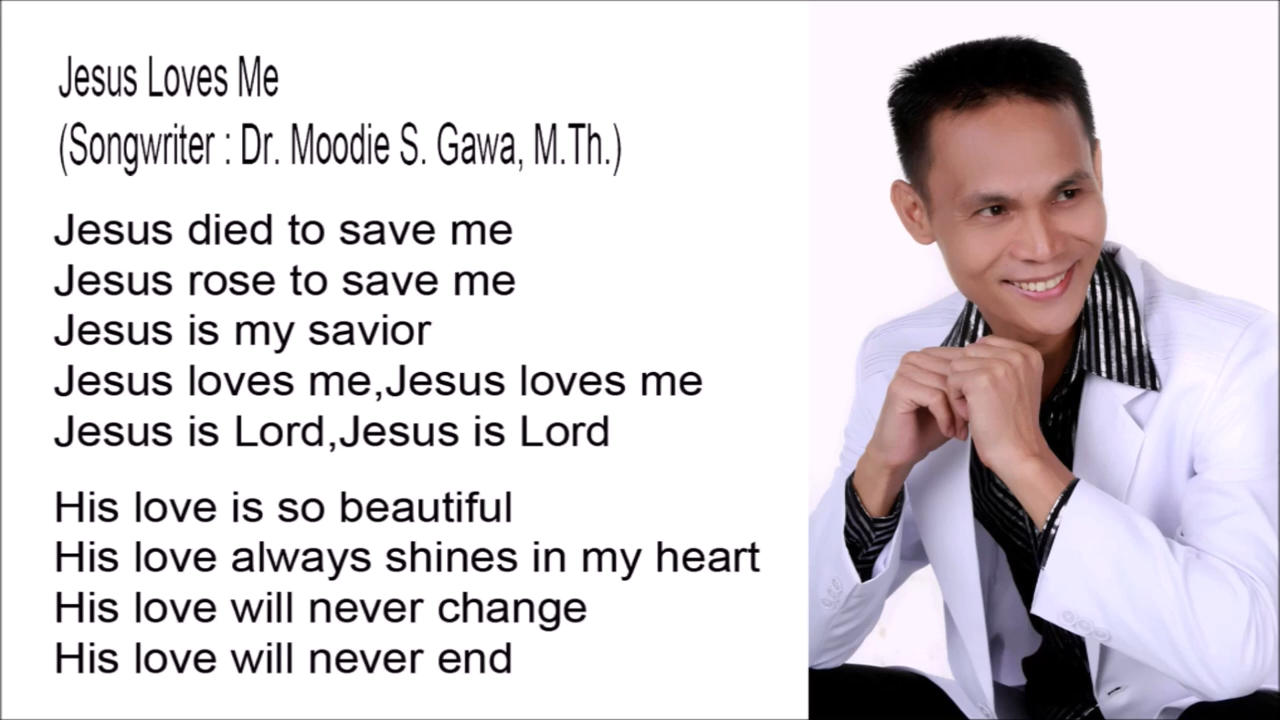 Jesus Loves Me
(Songwriter : Dr. Moodie S. Gawa, M.Th.)
Jesus died to save me
Jesus rose to save me
Jesus is my savior
Jesus loves me,Jesus loves me
Jesus is Lord,Jesus is Lord
His love is so beautiful
His love always shines in my heart
His love will never change
His love will never end